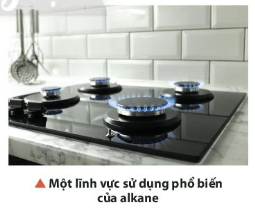 ▲ Một lĩnh vực sử dụng phổ biến
của alkane